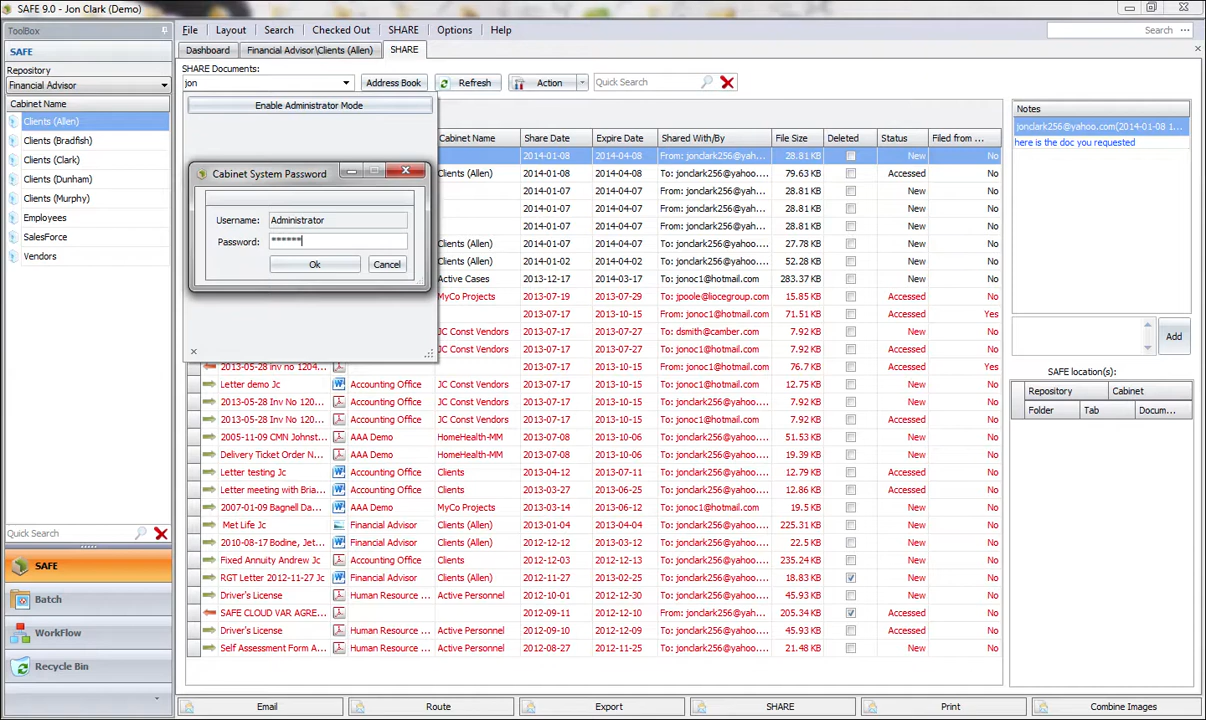 SAFE 9.0 - Jon Clark (Demo)
ToolBox
File Layout Search Checked Out SHARE Options Help
Search ...
SAFE
Dashboard Financial Advisor\Clients (Allen) SHARE
Repository
Financial Advisor
Cabinet Name
Clients (Allen)
Clients (Bradfish)
Clients (Clark)
Clients (Dunham)
Clients (Murphy)
Employees
SalesForce
Vendors
Quick Search
SAFE
Batch
WorkFlow
Recycle Bin
SHARE Documents:
jon Address Book Refresh Action Quick Search
Enable Administrator Mode
Cabinet System Password
Username: Administrator
Password: ******
Ok Cancel
Cabinet Name Share Date Expire Date Shared With/By File Size Deleted Status Filed from ...
2014-01-08 2014-04-08 From: jonclark256@yah... 28.81 KB New No
Clients (Allen) 2014-01-08 2014-04-08 To: jonclark256@yahoo.... 79.63 KB Accessed No
2014-01-08 2014-04-08 From: jonclark256@yah... 28.81 KB New No
2014-01-08 2014-04-08 From: jonclark256@yah... 28.81 KB New No
Clients (Allen) 2014-01-02 2014-04-02 To: jonclark256@yahoo.... 27.78 KB New No
Clients (Allen) 2014-01-02 2014-04-02 To: jonclark256@yahoo.... 52.28 KB New No
Active Cases 2013-12-17 2014-03-17 To: jonoc1@hotmail.com 283.37 KB Accessed No
MyCo Projects 2013-07-19 2013-07-29 To: jpoole@liocegroup.com 15.85 KB Accessed No
2013-07-17 2013-10-15 From: jonoc1@hotmail.com 71.51 KB Accessed Yes
JC Const Vendors 2013-07-17 2013-07-27 To: dsmith@camber.com 7.92 KB New No
JC Const Vendors 2013-07-17 2013-10-15 To: jonoc1@hotmail.com 7.92 KB Accessed No
2013-05-28 inv no 1204... 2013-07-17 2013-10-15 From: jonclark256@yah... 76.7 KB Accessed Yes
Letter demo Jc Accounting Office JC Const Vendors 2013-07-17 2013-10-15 To: jonoc1@hotmail.com 12.75 KB New No
2013-05-28 Inv No 120... Accounting Office JC Const Vendors 2013-07-17 2013-10-15 To: jonclark256@yahoo.... 7.92 KB New No
2013-05-28 Inv No 120... Accounting Office JC Const Vendors 2013-07-17 2013-10-15 To: jonoc1@hotmail.com 7.92 KB New No
2005-11-09 CMN Johnst... AAA Demo HomeHealth-MM 2013-07-08 2013-10-06 To: jonclark256@yahoo.... 51.53 KB New No
Delivery Ticket Order N... AAA Demo HomeHealth-MM 2013-07-08 2013-10-06 To: jonclark256@yahoo.... 27.59 KB New No
Letter testing Jc Accounting Office Clients 2013-04-12 2013-07-11 To: jonclark256@yahoo.... 12.79 KB Accessed No
Letter meeting with Bria... Accounting Office Clients 2013-03-27 2013-06-25 To: jonclark256@yahoo.... 12.86 KB Accessed No
2007-01-09 Bagnell Da... AAA Demo MyCo Projects 2013-03-14 2013-06-12 To: jonoc1@hotmail.com 19.5 KB New No
Met Life Jc Financial Advisor Clients (Allen) 2013-01-04 2013-04-04 To: jonclark256@yahoo.... 225.31 KB New No
2010-08-17 Bodine, Jet... Financial Advisor Clients (Allen) 2012-12-12 2013-03-12 To: jonclark256@yahoo.... 22.5 KB New No
Fixed Annuity Andrew Jc Financial Advisor Clients (Allen) 2012-12-03 2012-12-13 To: jonclark256@yahoo.... 235.24 KB New No
RGT Letter 2012-11-27 Jc Financial Advisor Clients (Allen) 2012-11-27 2013-02-25 To: jonclark256@yahoo.... 18.83 KB New No
Driver's License Human Resource ... Active Personnel 2012-10-01 2012-12-30 To: jonclark256@yahoo.... 45.93 KB New No
SAFE CLOUD VAR AGRE... 2012-09-11 2012-12-10 From: jonclark256@yah... 205.34 KB Accessed No
Driver's License Human Resource ... Active Personnel 2012-09-10 2012-12-09 To: jonclark256@yahoo.... 45.93 KB Accessed No
Self Assessment Form A... Human Resource ... Active Personnel 2012-08-27 2012-11-25 To: jonclark256@yahoo.... 21.48 KB New No
Notes
jonclark256@yahoo.com(2014-01-08 1...
here is the doc you requested
Add
SAFE location(s):
Repository Cabinet
Folder Tab Docum...
Email Route Export SHARE Print Combine Images